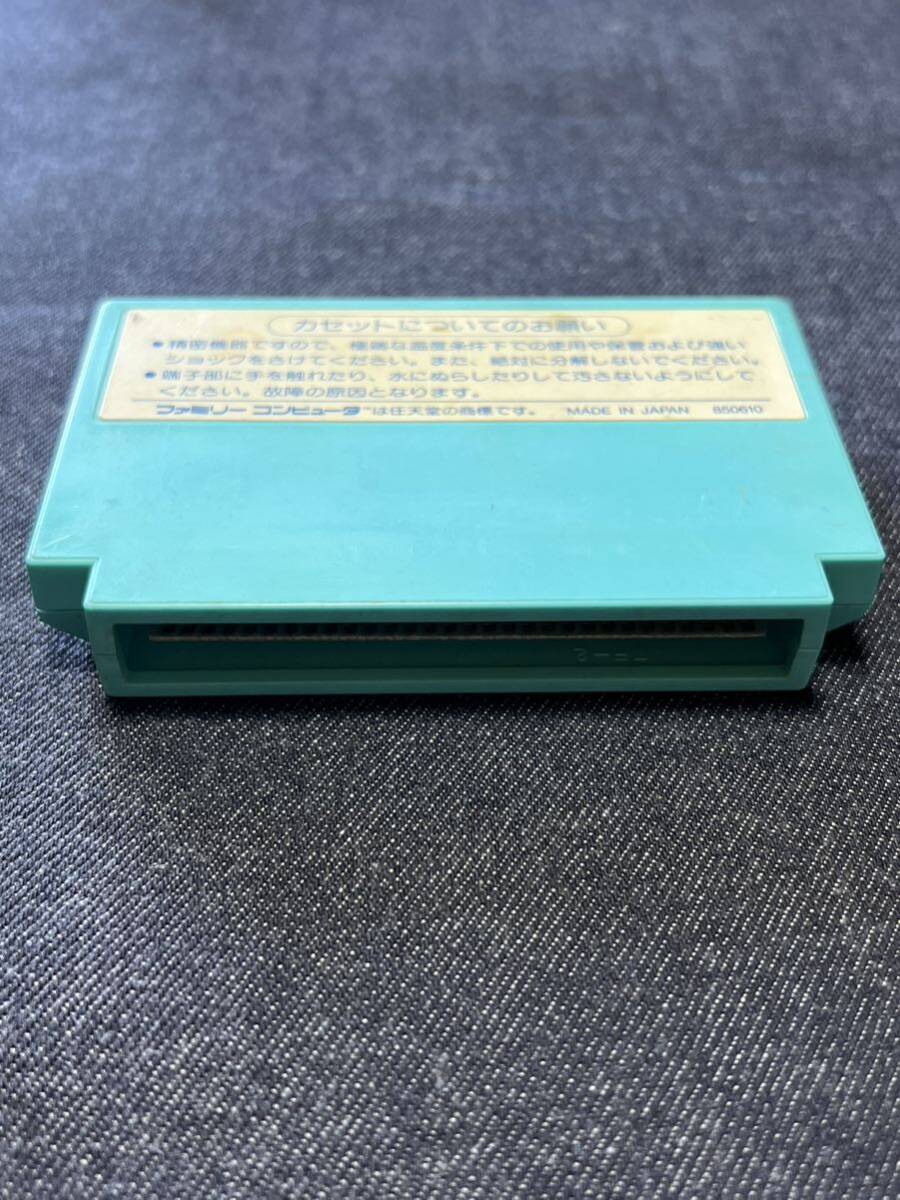 カセットについてのお願い
●精密機器ですので、極端な温度条件下での使用や保管および強い
ショックをさけてください。また、絶対に分解しないでください。
●端子部に手を触れたり、水にぬらしたりして汚さないようにして
ください。故障の原因となります。
ファミリー コンピュータ™は任天堂の商標です。 MADE IN JAPAN 850610